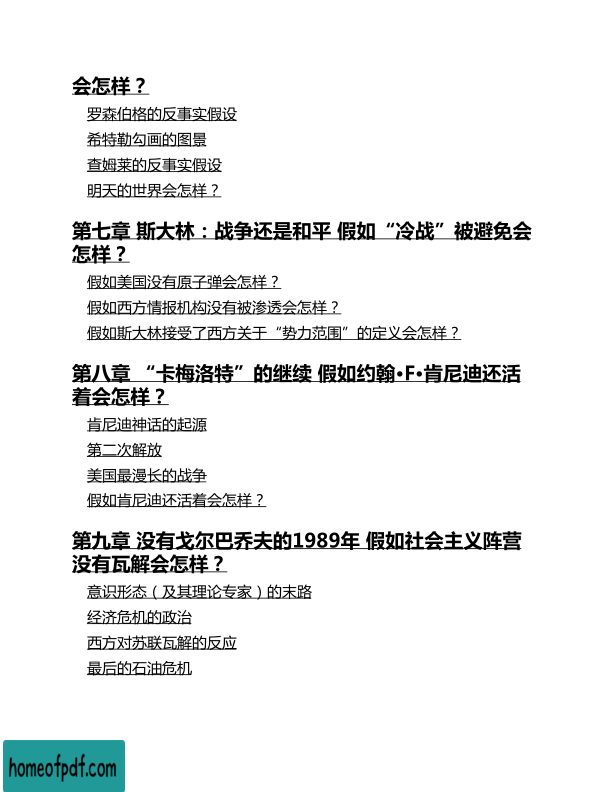 会怎样？
罗森伯格的反事实假设
希特勒勾画的图景
查姆莱的反事实假设
明天的世界会怎样？
第七章 斯大林：战争还是和平 假如“冷战”被避免会
怎样？
假如美国没有原子弹会怎样？
假如西方情报机构没有被渗透会怎样？
假如斯大林接受了西方关于“势力范围”的定义会怎样？
第八章 “卡梅洛特”的继续 假如约翰•F•肯尼迪还活
着会怎样？
肯尼迪神话的起源
第二次解放
美国最漫长的战争
假如肯尼迪还活着会怎样？
第九章 没有戈尔巴乔夫的1989年 假如社会主义阵营
没有瓦解会怎样？
意识形态（及其理论专家）的末路
经济危机的政治
西方对苏联瓦解的反应
最后的石油危机
homeofpdf.com